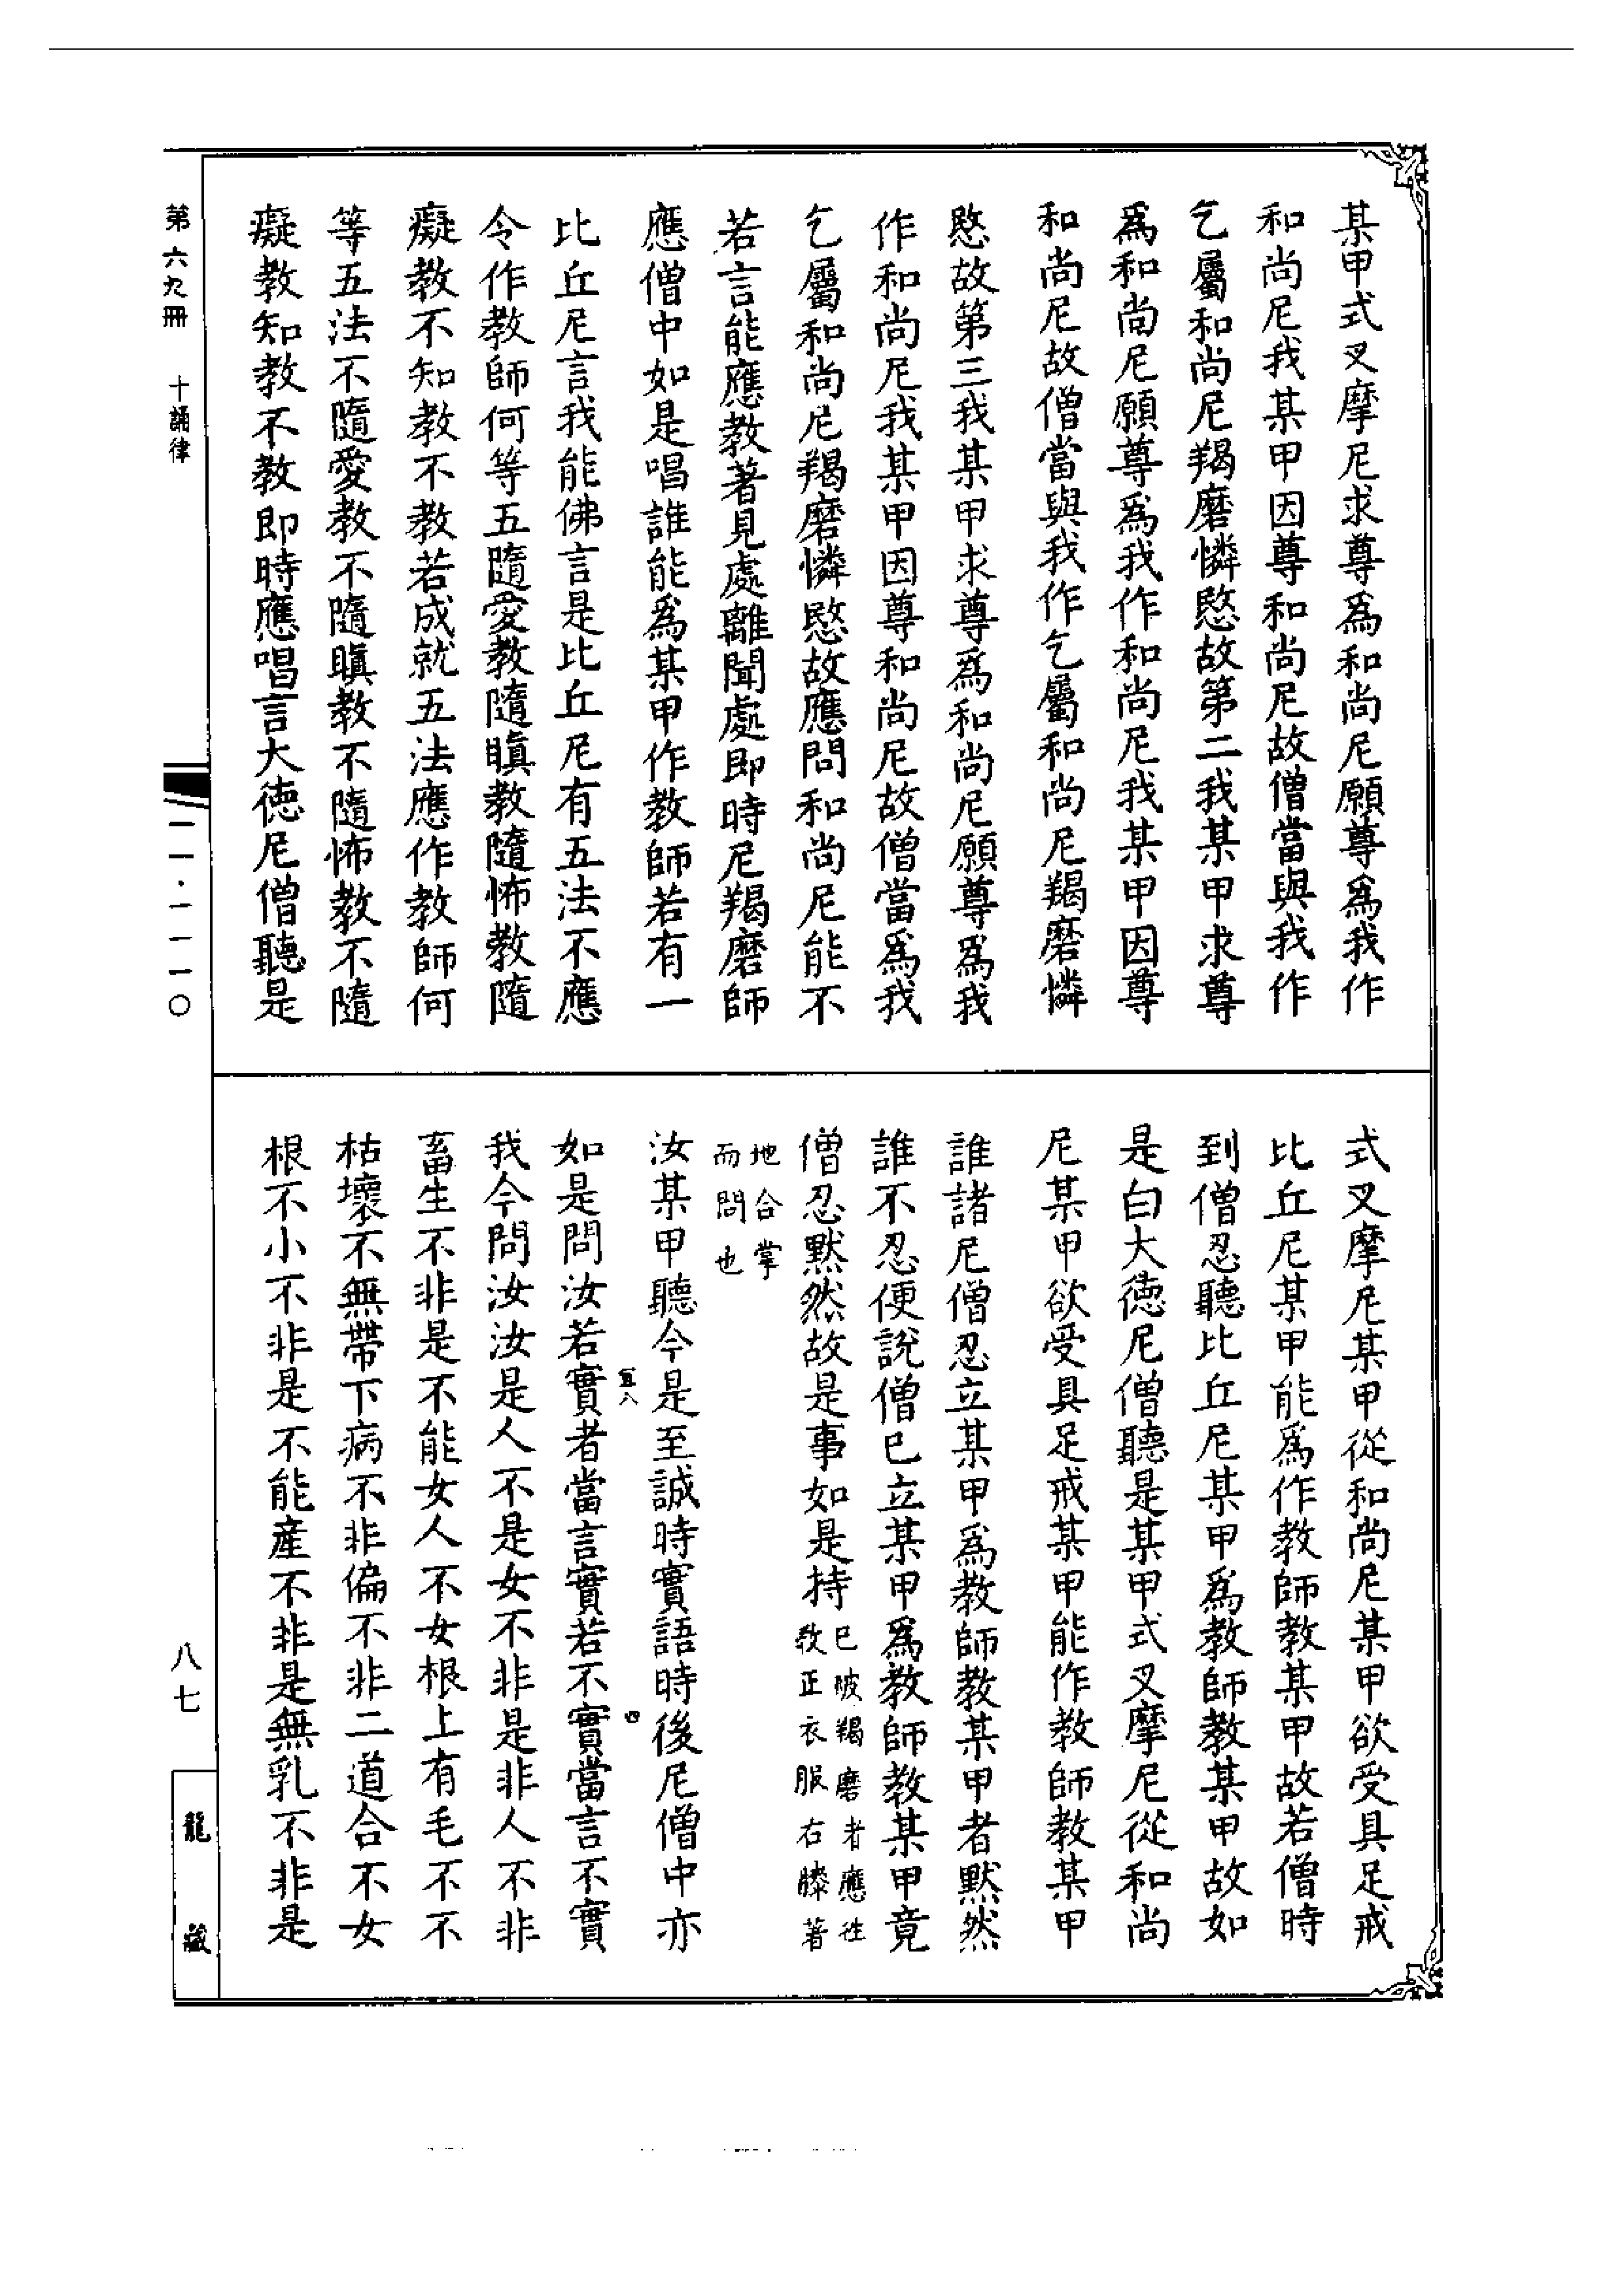 某甲式叉摩尼求尊爲和尚尼願尊爲我作
和尚尼我某甲因尊和尚尼故僧當與我作
乞屬和尚尼羯磨憐愍故第二我某甲求尊
爲和尚尼願尊爲我作和尚尼我某甲因尊
和尚尼故僧當與我作乞屬和尚尼羯磨憐
愍故第三我某甲求尊爲和尚尼願尊爲我
作和尚尼我某甲因尊和尚尼故僧當爲我
乞屬和尚尼羯磨憐愍故應問和尚尼能不
若言能應教著見處離聞處即時尼羯磨師
應僧中如是唱誰能爲某甲作教師若有一
比丘尼言我能佛言是比丘尼有五法不應
令作教師何等五隨愛教隨瞋教隨怖教隨
癡教不知教不教若成就五法應作教師何
等五法不隨愛教不隨瞋教不隨怖教不隨
癡教知教不教即時應唱言大德尼僧聽是
式叉摩尼某甲從和尚尼某甲欲受具足戒
比丘尼某甲能爲作教師教某甲故若僧時
到僧忍聽比丘尼某甲爲教師教某甲故如
是白大德尼僧聽是某甲式叉摩尼從和尚
尼某甲欲受具足戒某甲能作教師教某甲
誰諸尼僧忍立某甲爲教師教某甲者默然
誰不忍便說僧已立某甲爲教師教某甲竟
僧忍默然故是事如是持已陂羯磨者應往
教正衣服右膝著
地合掌
而問也
汝某甲聽今是至誠時實語時後尼僧中亦
如是問汝若實者當言實若不實當言不實
我今問汝汝是人不是女不非是非人不非
畜生不非是不能女人不女根上有毛不不
枯壞不無帶下病不非偏不非二道合不女
根不小不非是不能產不非是無乳不非是
第六九冊 十誦律
一一·一一一〇
八七
龍藏